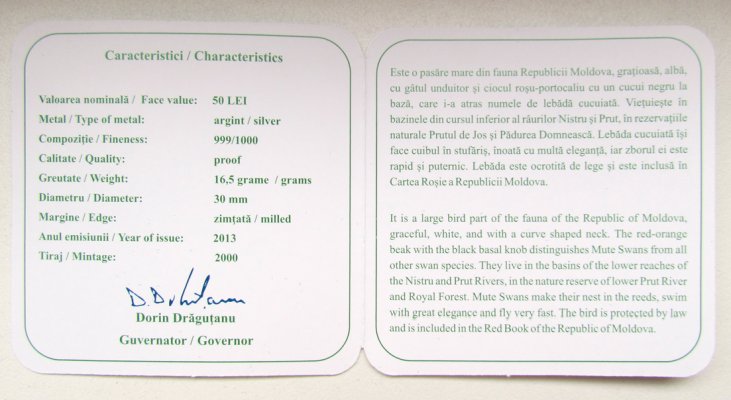 Caracteristici / Characteristics
Valoarea nominală / Face value: 50 LEI
Metal / Type of metal: argint / silver
Compoziţie / Fineness: 999/1000
Calitate / Quality: proof
Greutate / Weight: 16,5 grame / grams
Diametru / Diameter: 30 mm
Margine / Edge: zimţată / milled
Anul emisiunii / Year of issue: 2013
Tiraj / Mintage: 2000
D. Drăguţanu
Dorin Drăguţanu
Guvernator / Governor
Este o pasăre mare din fauna Republicii Moldova, graţioasă, albă,
cu gâtul unduitor şi ciocul roşu-portocaliu cu un cucui negru la
bază, care i-a atras numele de lebădă cucuiată. Vieţuieşte în
bazinele din cursul inferior al râurilor Nistru şi Prut, în rezervaţiile
naturale Prutul de Jos şi Pădurea Domnească. Lebăda cucuiată îşi
face cuibul în stufăriş, înoată cu multă eleganţă, iar zborul ei este
rapid şi puternic. Lebăda este ocrotită de lege şi este inclusă în
Cartea Roşie a Republicii Moldova.
It is a large bird part of the fauna of the Republic of Moldova,
graceful, white, and with a curve shaped neck. The red-orange
beak with the black basal knob distinguishes Mute Swans from all
other swan species. They live in the basins of the lower reaches of
the Nistru and Prut Rivers, in the nature reserve of lower Prut River
and Royal Forest. Mute Swans make their nest in the reeds, swim
with great elegance and fly very fast. The bird is protected by law
and is included in the Red Book of the Republic of Moldova.